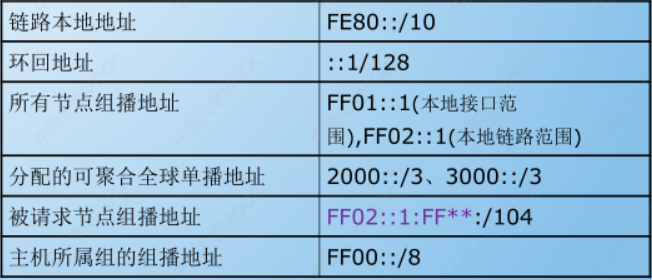 链路本地地址 FE80::/10
环回地址 ::1/128
所有节点组播地址 FF01::1(本地接口范
围),FF02::1(本地链路范围)
分配的可聚合全球单播地址 2000::/3、3000::/3
被请求节点组播地址 FF02::1:FF**:/104
主机所属组的组播地址 FF00::/8